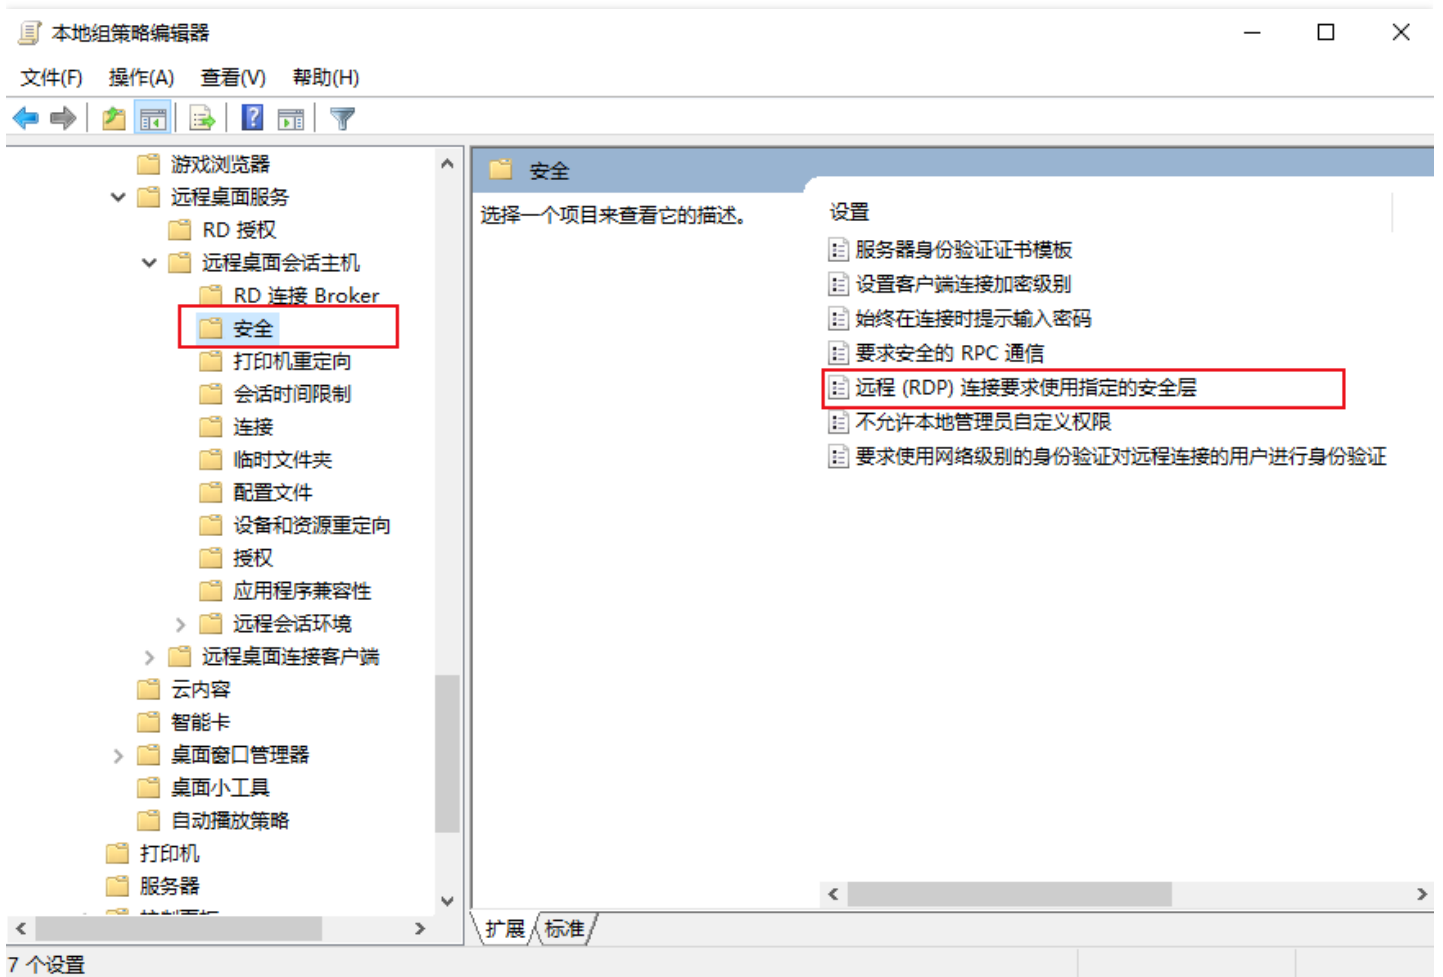 本地组策略编辑器
文件(F) 操作(A) 查看(V) 帮助(H)
游戏浏览器
远程桌面服务
RD 授权
远程桌面会话主机
RD 连接 Broker
安全
打印机重定向
会话时间限制
连接
临时文件夹
配置文件
设备和资源重定向
授权
应用程序兼容性
远程会话环境
远程桌面连接客户端
云内容
智能卡
桌面窗口管理器
桌面小工具
自动播放策略
打印机
服务器
安全
选择一个项目来查看它的描述。
设置
服务器身份验证证书模板
设置客户端连接加密级别
始终在连接时提示输入密码
要求安全的 RPC 通信
远程 (RDP) 连接要求使用指定的安全层
不允许本地管理员自定义权限
要求使用网络级别的身份验证对远程连接的用户进行身份验证
扩展 标准
7 个设置